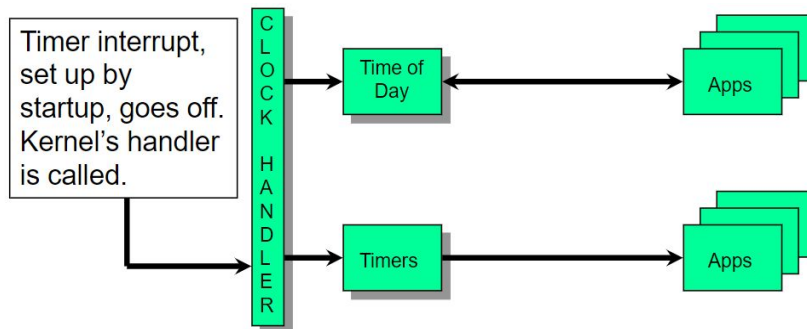 Timer interrupt,
set up by
startup, goes off.
Kernel's handler
is called.
CLOCK HANDLER
Time of
Day
Apps
Timers
Apps